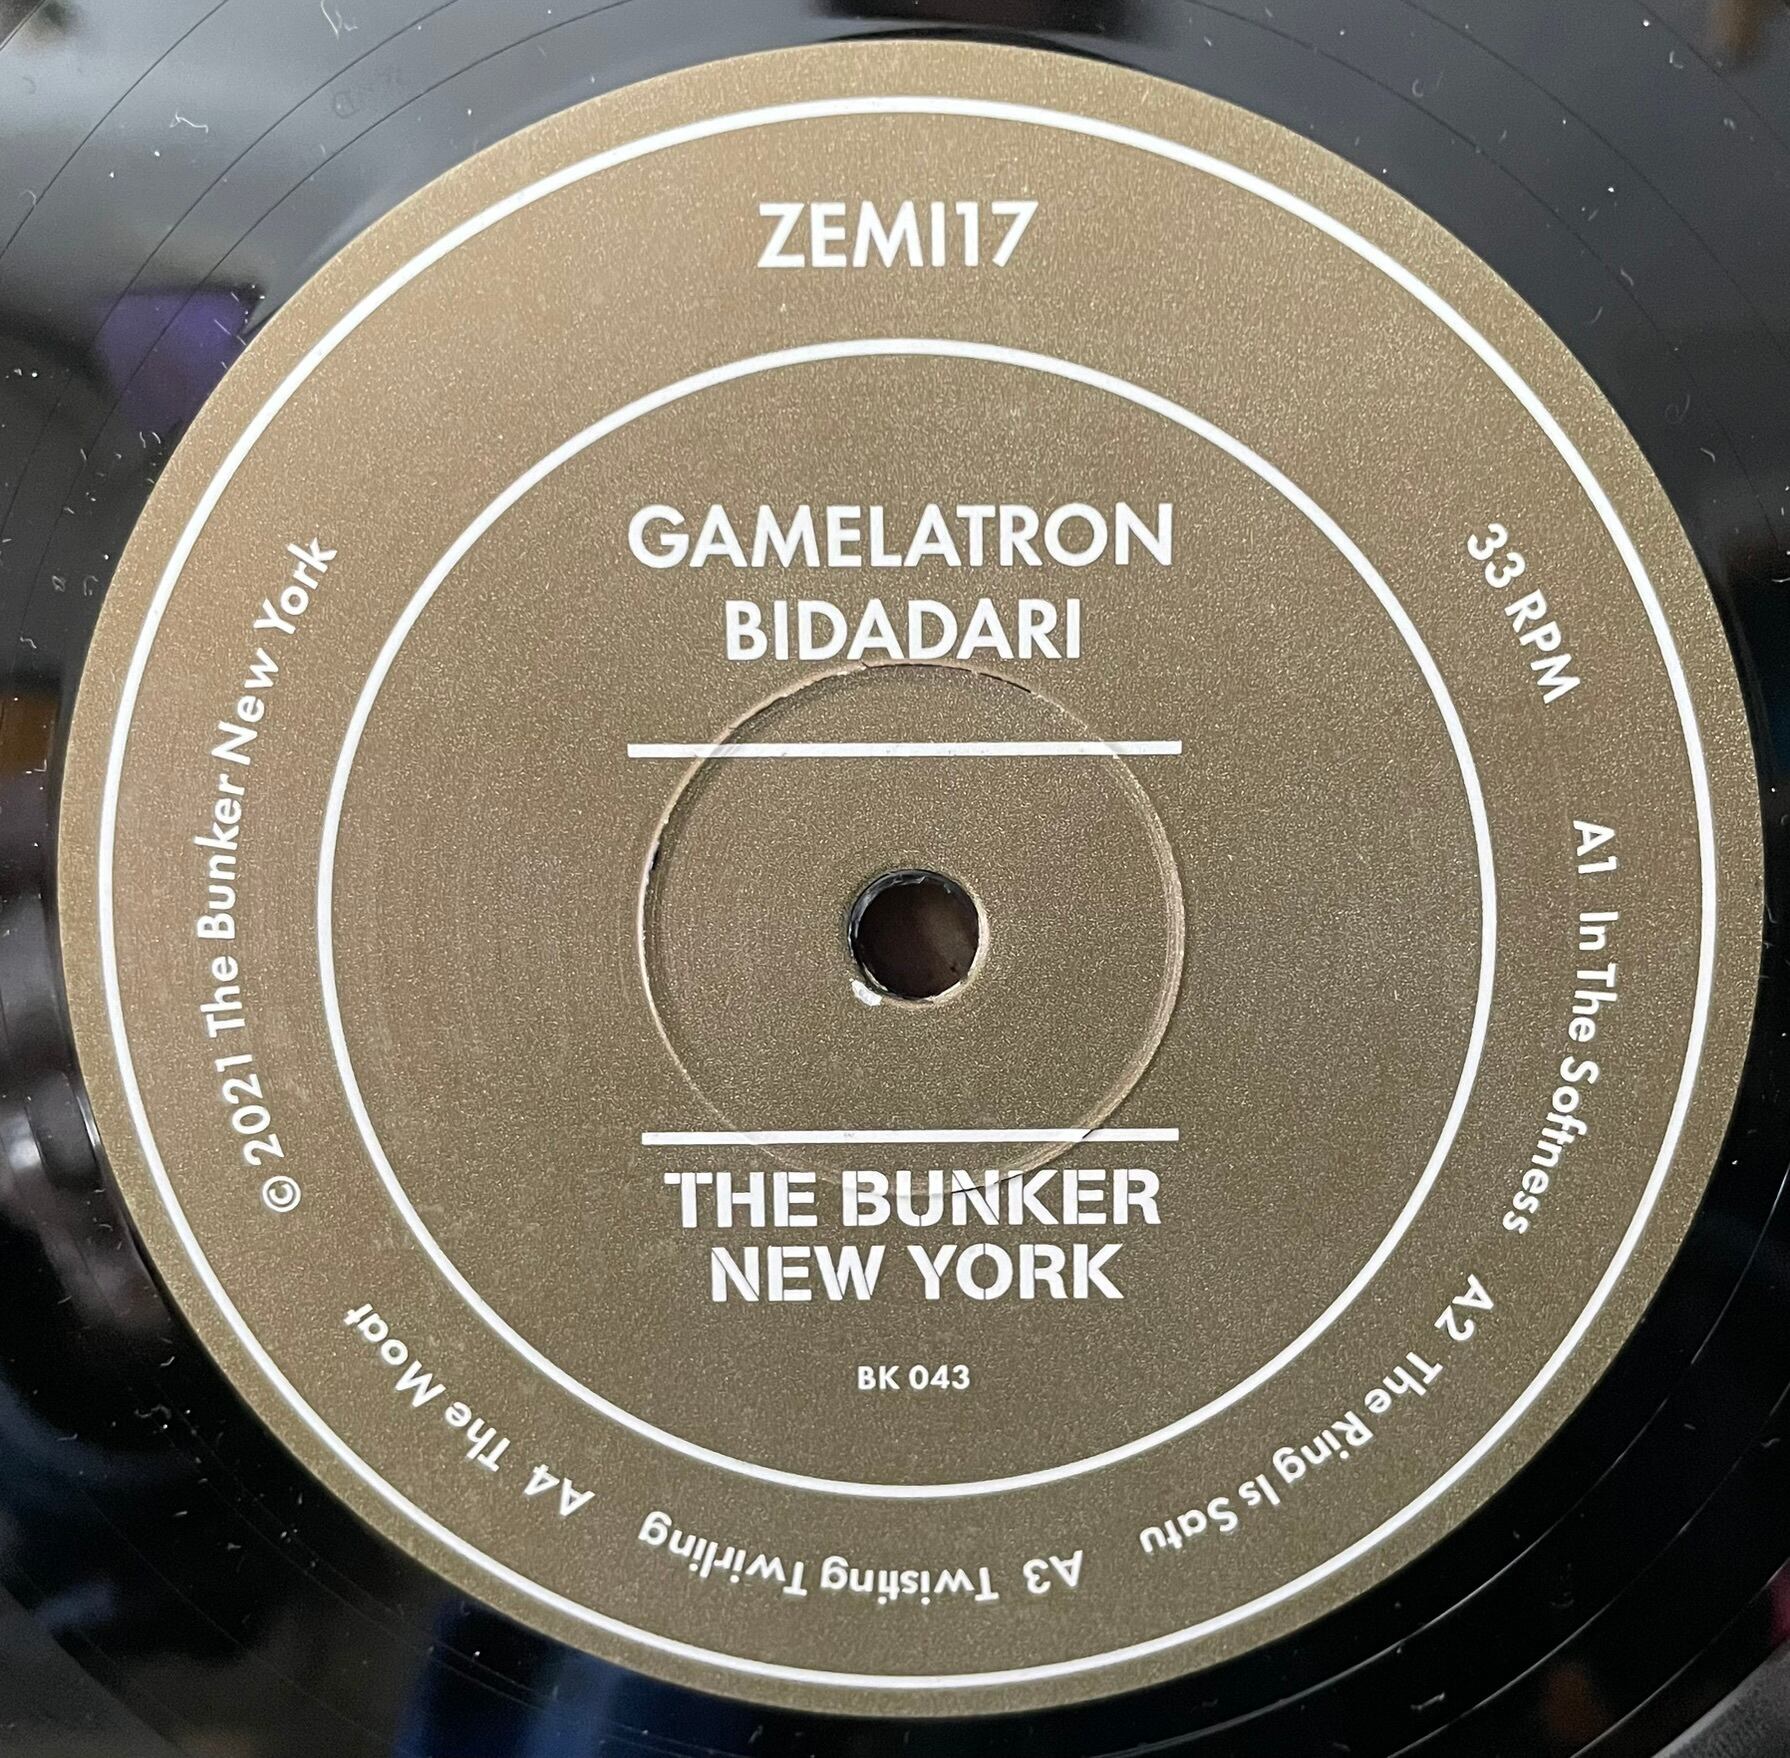 ZEMI17
GAMELATRON
BIDADARI
THE BUNKER
NEW YORK
BK 043
33 RPM
A1 In The Softness
A2 The Ring Is Satu
A3 Twisting Twirling
A4 The Moat
© 2021 The Bunker New York